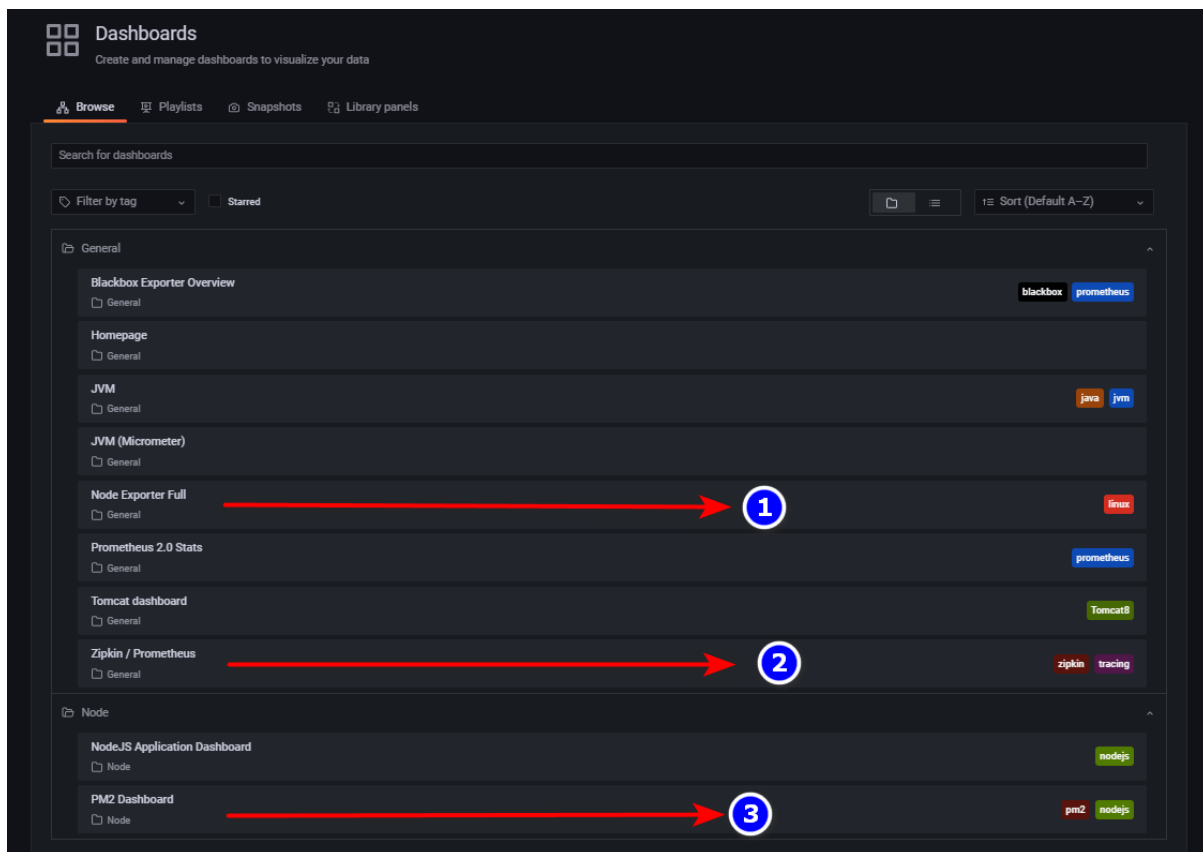 Dashboards
Create and manage dashboards to visualize your data
Browse Playlists Snapshots Library panels
Search for dashboards
Filter by tag Starred Sort (Default A–Z)
General
Blackbox Exporter Overview
General
blackbox prometheus
Homepage
General
JVM
General
java jvm
JVM (Micrometer)
General
Node Exporter Full
General
1
linux
Prometheus 2.0 Stats
General
prometheus
Tomcat dashboard
General
Tomcat8
Zipkin / Prometheus
General
2
zipkin tracing
Node
NodeJS Application Dashboard
Node
nodejs
PM2 Dashboard
Node
3
pm2 nodejs